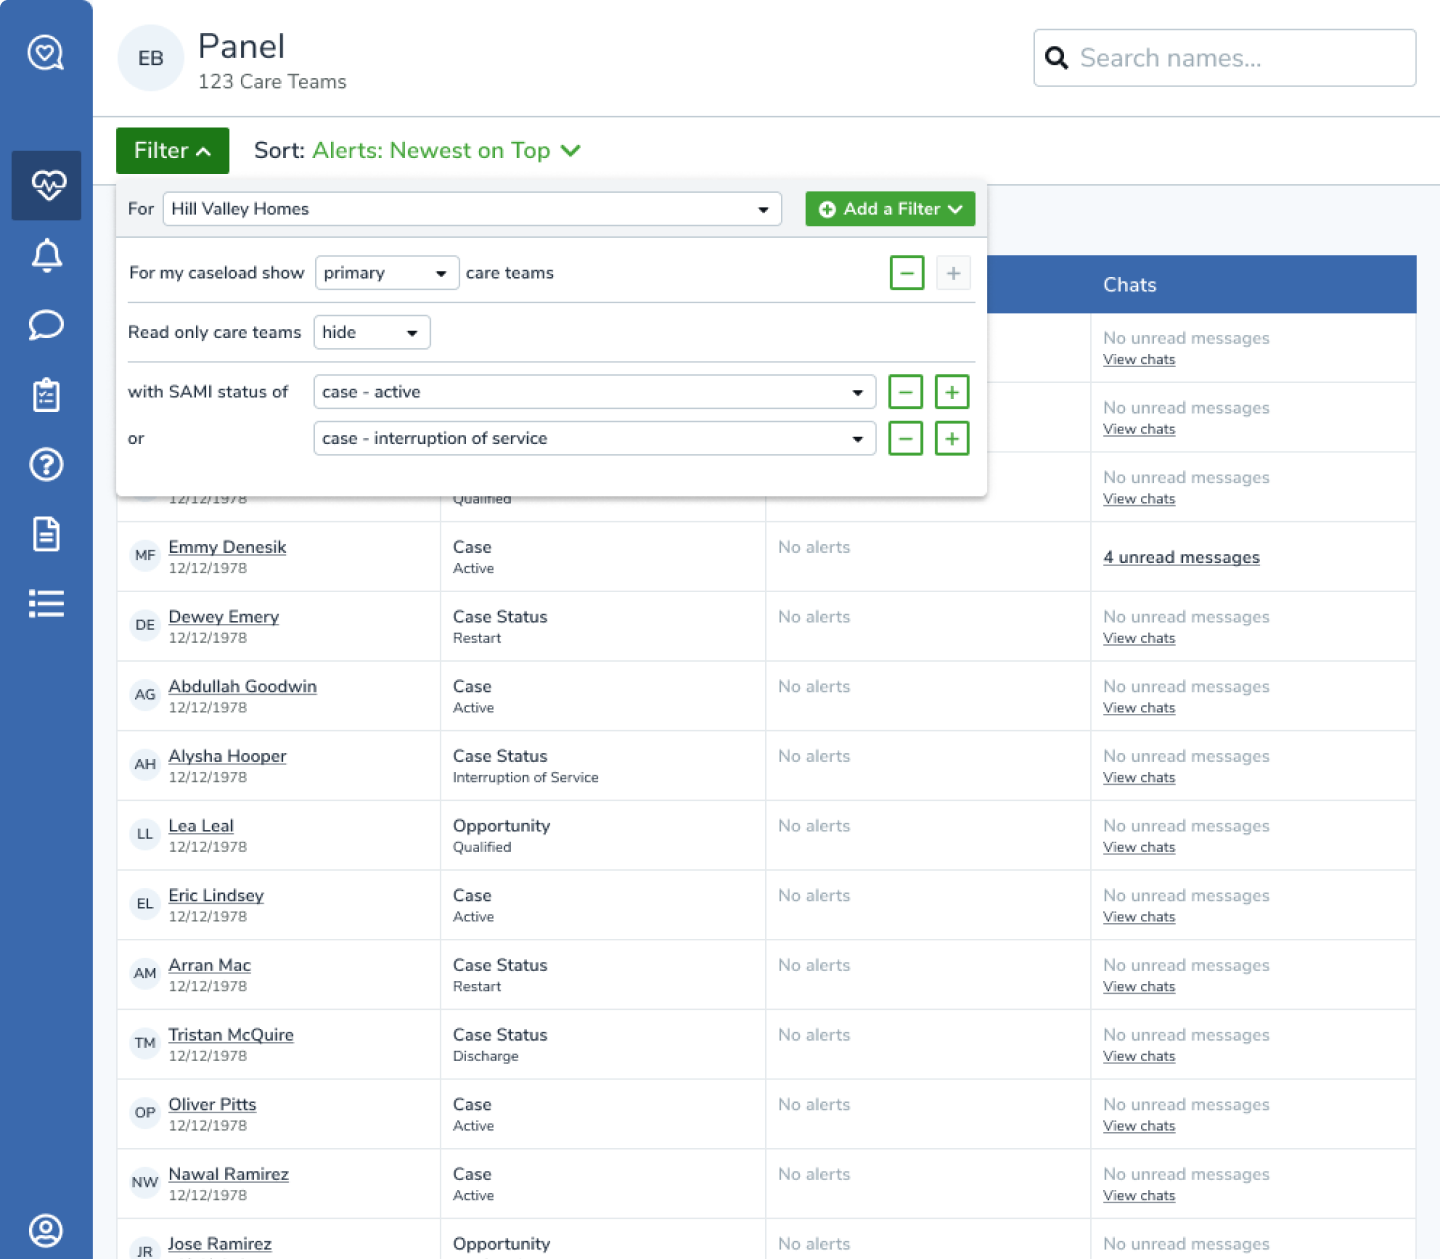 EB
Panel
123 Care Teams
Search names...
Filter
Sort: Alerts: Newest on Top
For Hill Valley Homes
Add a Filter
For my caseload show primary care teams
Read only care teams hide
with SAMI status of case - active
or case - interruption of service
Chats
No unread messages
View chats
No unread messages
View chats
No unread messages
View chats
12/12/1978 Qualified
MF Emmy Denesik Case No alerts 4 unread messages
12/12/1978 Active
DE Dewey Emery Case Status No alerts No unread messages
12/12/1978 Restart View chats
AG Abdullah Goodwin Case No alerts No unread messages
12/12/1978 Active View chats
AH Alysha Hooper Case Status No alerts No unread messages
12/12/1978 Interruption of Service View chats
LL Lea Leal Opportunity No alerts No unread messages
12/12/1978 Qualified View chats
EL Eric Lindsey Case No alerts No unread messages
12/12/1978 Active View chats
AM Arran Mac Case Status No alerts No unread messages
12/12/1978 Restart View chats
TM Tristan McQuire Case Status No alerts No unread messages
12/12/1978 Discharge View chats
OP Oliver Pitts Case No alerts No unread messages
12/12/1978 Active View chats
NW Nawal Ramirez Case No alerts No unread messages
12/12/1978 Active View chats
JR Jose Ramirez Opportunity No alerts No unread messages